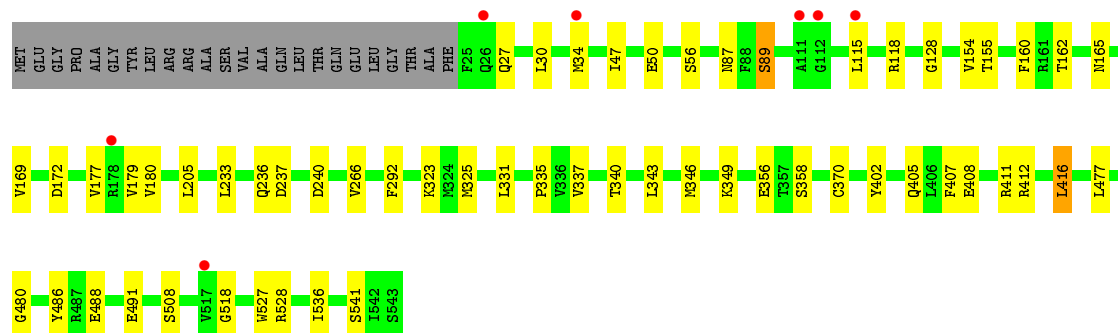 MET GLU GLY PRO ALA GLY TYR LEU ARG ARG ALA SER VAL ALA GLN LEU THR GLN GLU LEU GLY THR ALA PHE F25 Q26 Q27 L30 M34 I47 E50 S56 N87 F88 S89 A111 G112 L115 R118 G128 V154 T155 F160 R161 T162 N165
V169 D172 V177 R178 V179 V180 L205 L233 Q236 D237 D240 V266 F292 K323 M324 M325 L331 P335 V336 V337 T340 L343 M346 K349 E356 T357 S358 C370 Y402 Q405 L406 F407 E408 R411 R412 L416 L477
G480 Y486 R487 E488 E491 S508 V517 G518 W527 R528 I536 S541 I542 S543